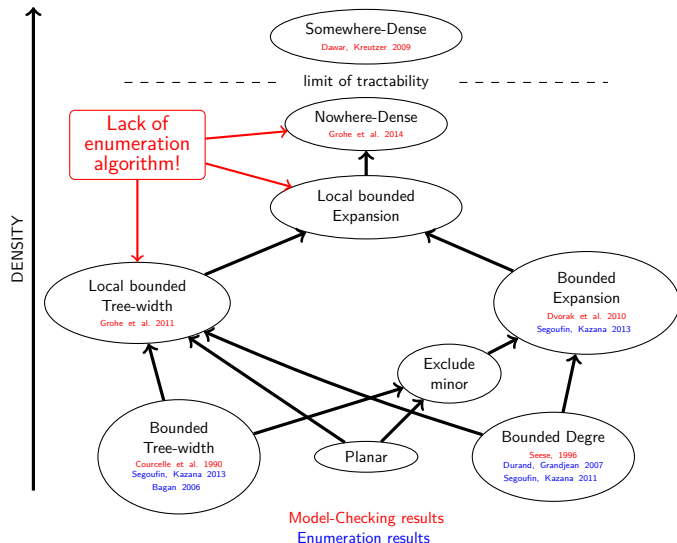 Somewhere-Dense
Dawar, Kreutzer 2009
limit of tractability
Nowhere-Dense
Grohe et al. 2014
Lack of
enumeration
algorithm!
Local bounded
Expansion
DENSITY
Local bounded
Tree-width
Grohe et al. 2011
Bounded
Expansion
Dvorak et al. 2010
Segoufin, Kazana 2013
Exclude
minor
Bounded
Tree-width
Courcelle et al. 1990
Segoufin, Kazana 2013
Bagan 2006
Planar
Bounded Degre
Seese, 1996
Durand, Grandjean 2007
Segoufin, Kazana 2011
Model-Checking results
Enumeration results